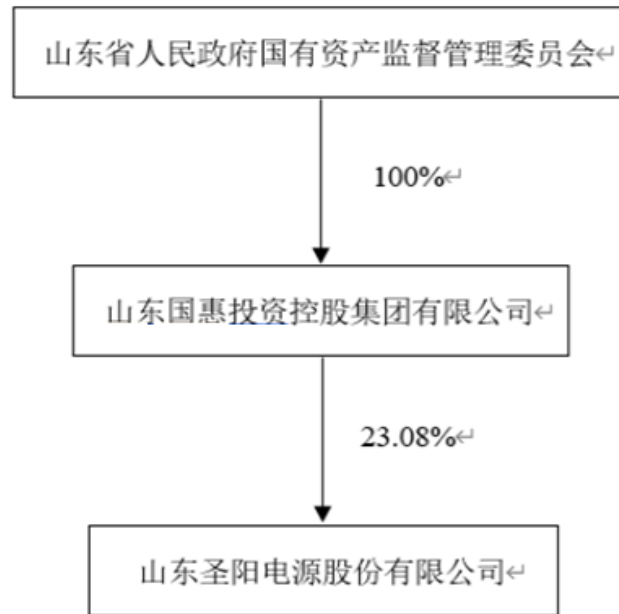 山东省人民政府国有资产监督管理委员会
100%
山东国惠投资控股集团有限公司
23.08%
山东圣阳电源股份有限公司